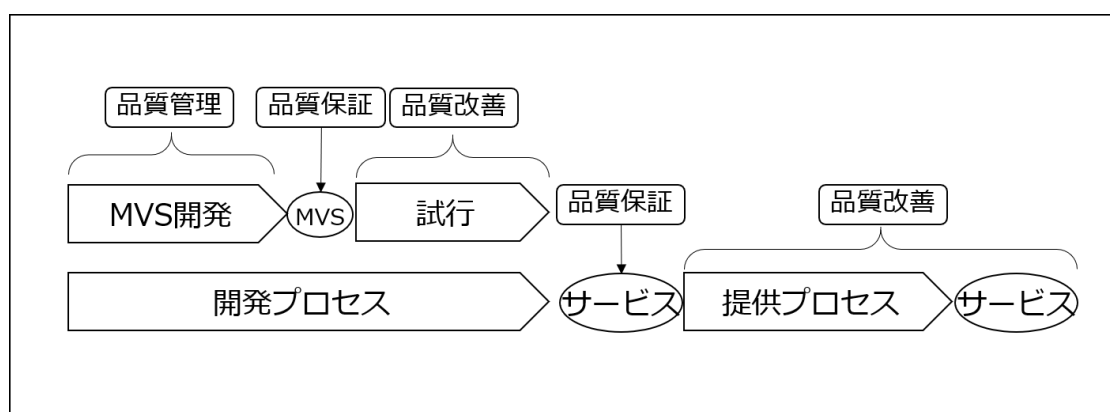 品質管理
品質保証
品質改善
MVS開発
MVS
試行
品質保証
品質改善
開発プロセス
サービス
提供プロセス
サービス